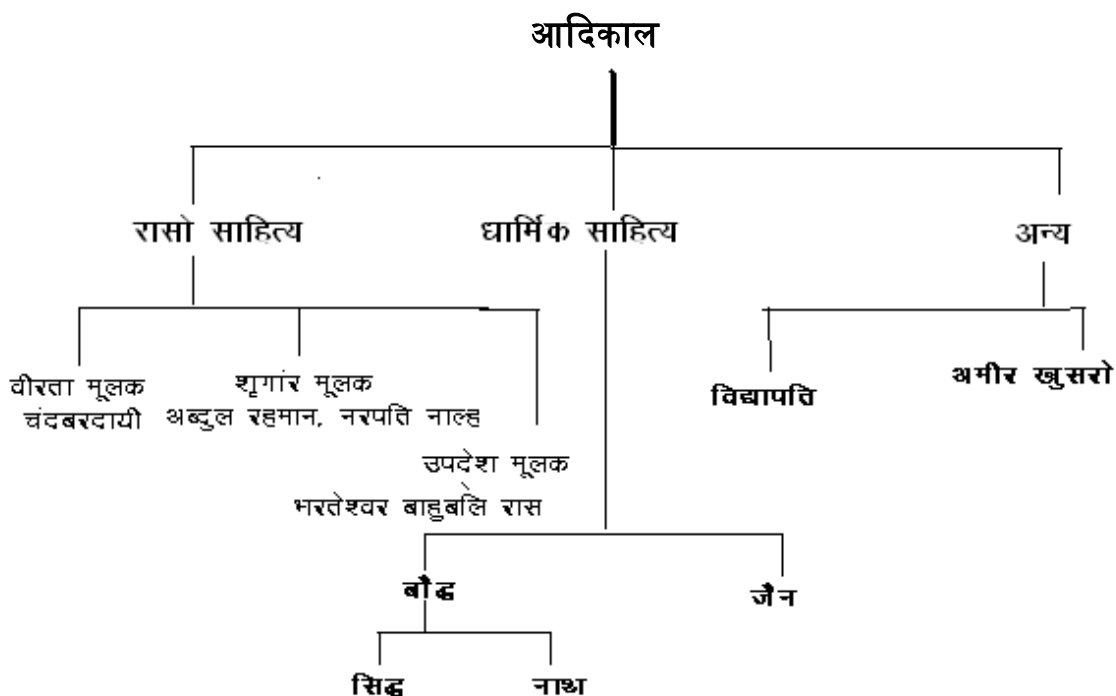 आदिकाल
रासो साहित्य
धार्मिक साहित्य
अन्य
वीरता मूलक
चंदबरदायी
शृगांर मूलक
अब्दुल रहमान, नरपति नाल्ह
उपदेश मूलक
भरतेश्वर बाहुबलि रास
विद्यापति
अमीर खुसरो
बौद्ध
जैन
सिद्ध
नाथ